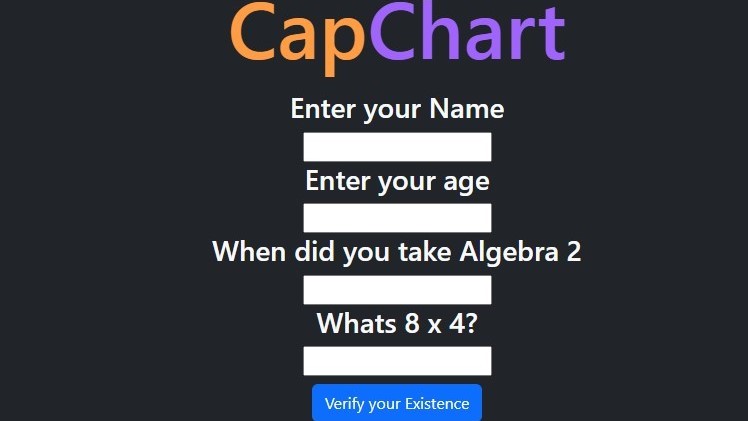 CapChart
Enter your Name
Enter your age
When did you take Algebra 2
Whats 8 x 4?
Verify your Existence